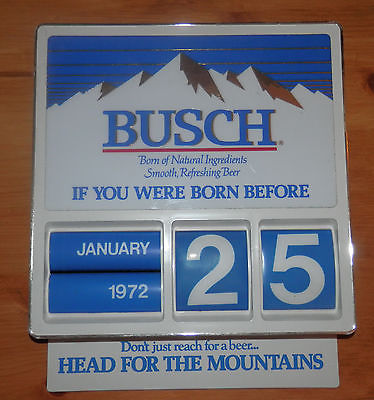 BUSCH®
Born of Natural Ingredients
Smooth, Refreshing Beer
IF YOU WERE BORN BEFORE
JANUARY
1972
2 5
Don't just reach for a beer...
HEAD FOR THE MOUNTAINS